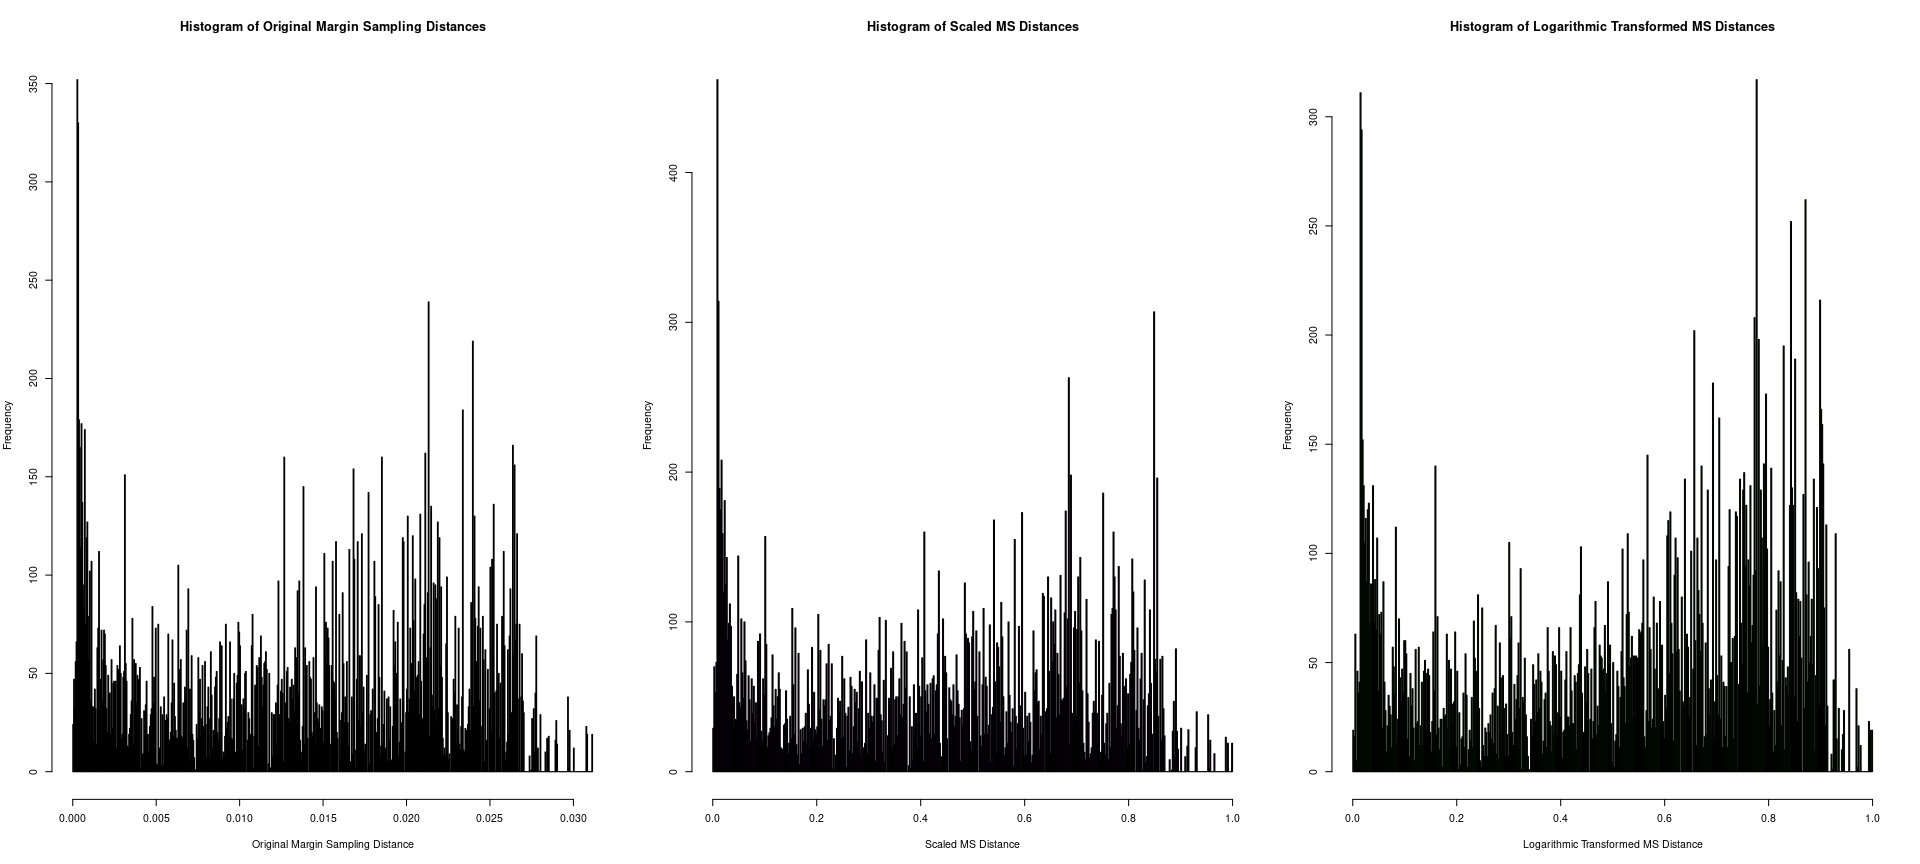 Histogram of Original Margin Sampling Distances
Frequency
350
300
250
200
150
100
50
0
0.000 0.005 0.010 0.015 0.020 0.025 0.030
Original Margin Sampling Distance
Histogram of Scaled MS Distances
Frequency
400
300
200
100
0
0.0 0.2 0.4 0.6 0.8 1.0
Scaled MS Distance
Histogram of Logarithmic Transformed MS Distances
Frequency
300
250
200
150
100
50
0
0.0 0.2 0.4 0.6 0.8 1.0
Logarithmic Transformed MS Distance